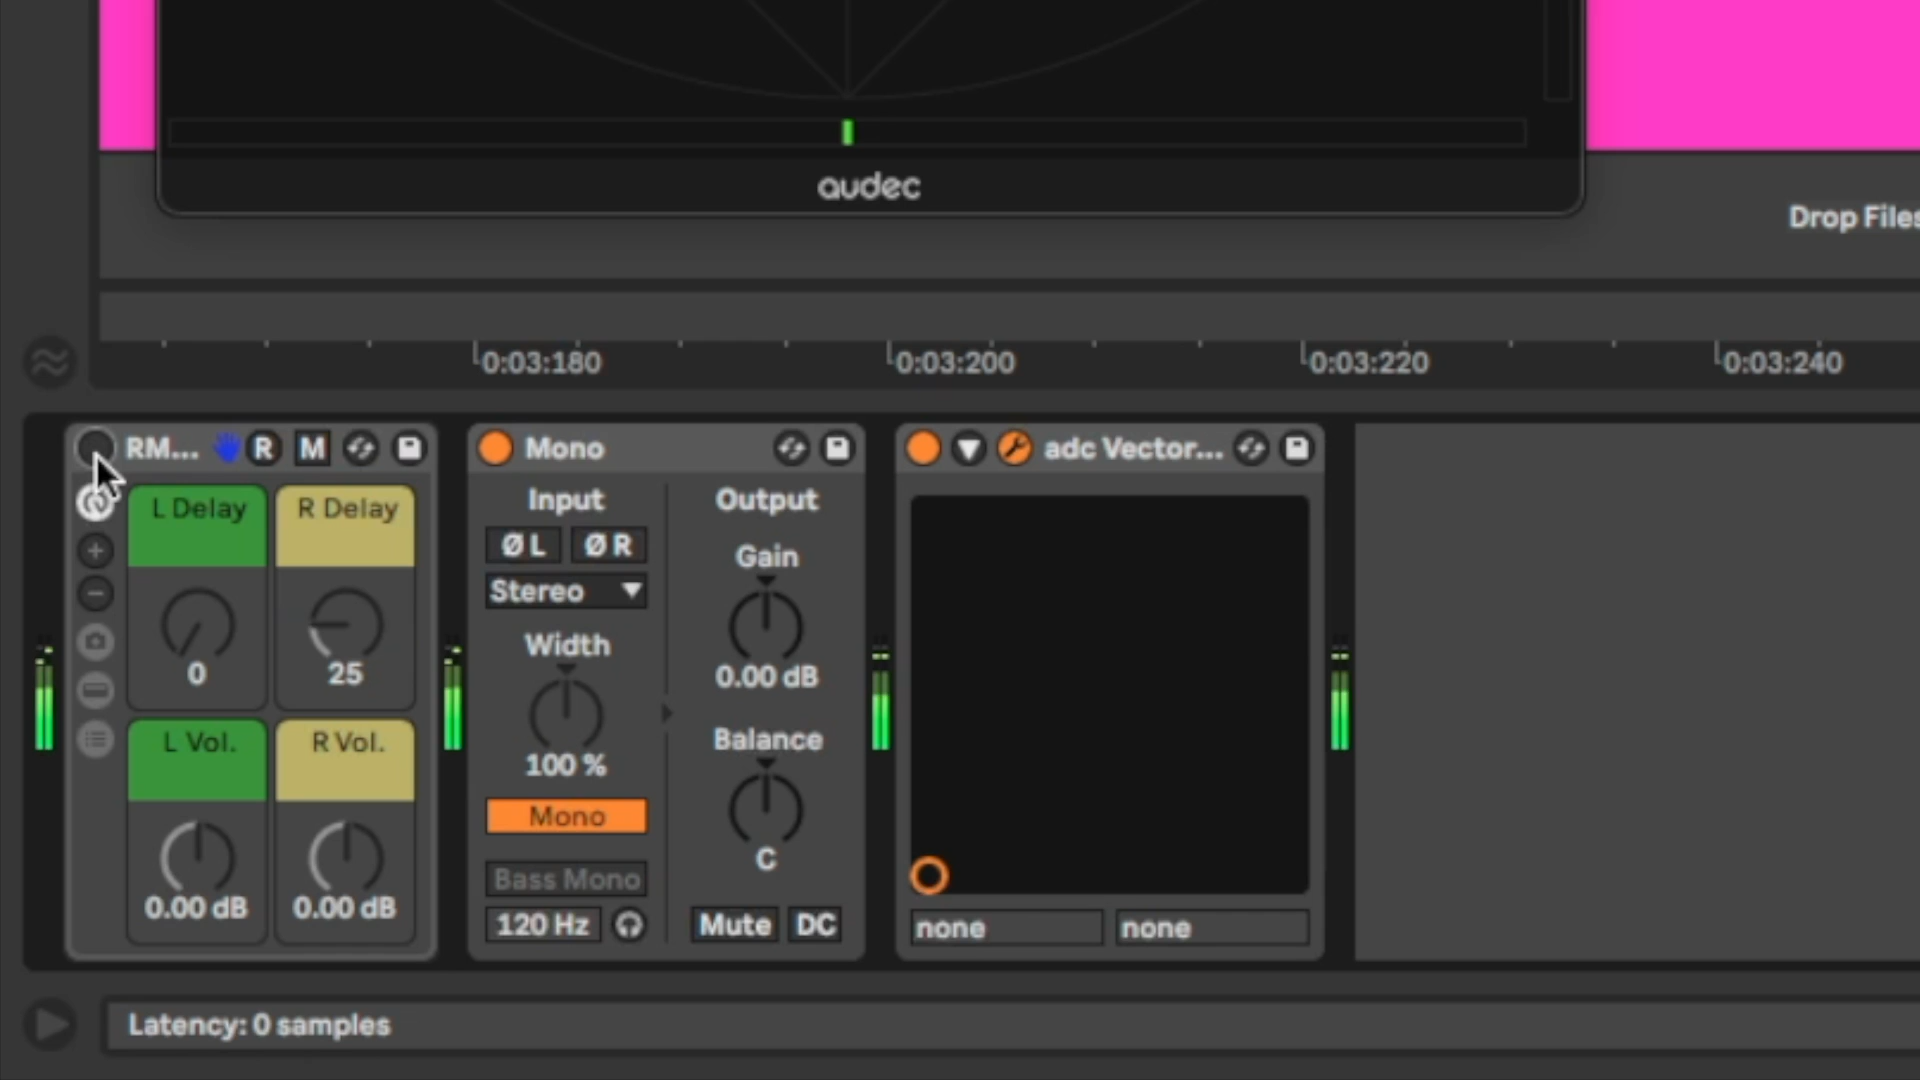 audec
Drop Files
0:03:180
0:03:200
0:03:220
0:03:240
RM... R M
L Delay R Delay
0 25
L Vol. R Vol.
0.00 dB 0.00 dB
Mono
Input Output
Ø L Ø R
Gain
Stereo
Width
0.00 dB
Balance
100 %
Mono
C
Bass Mono
120 Hz Mute DC
adc Vector...
none none
Latency: 0 samples